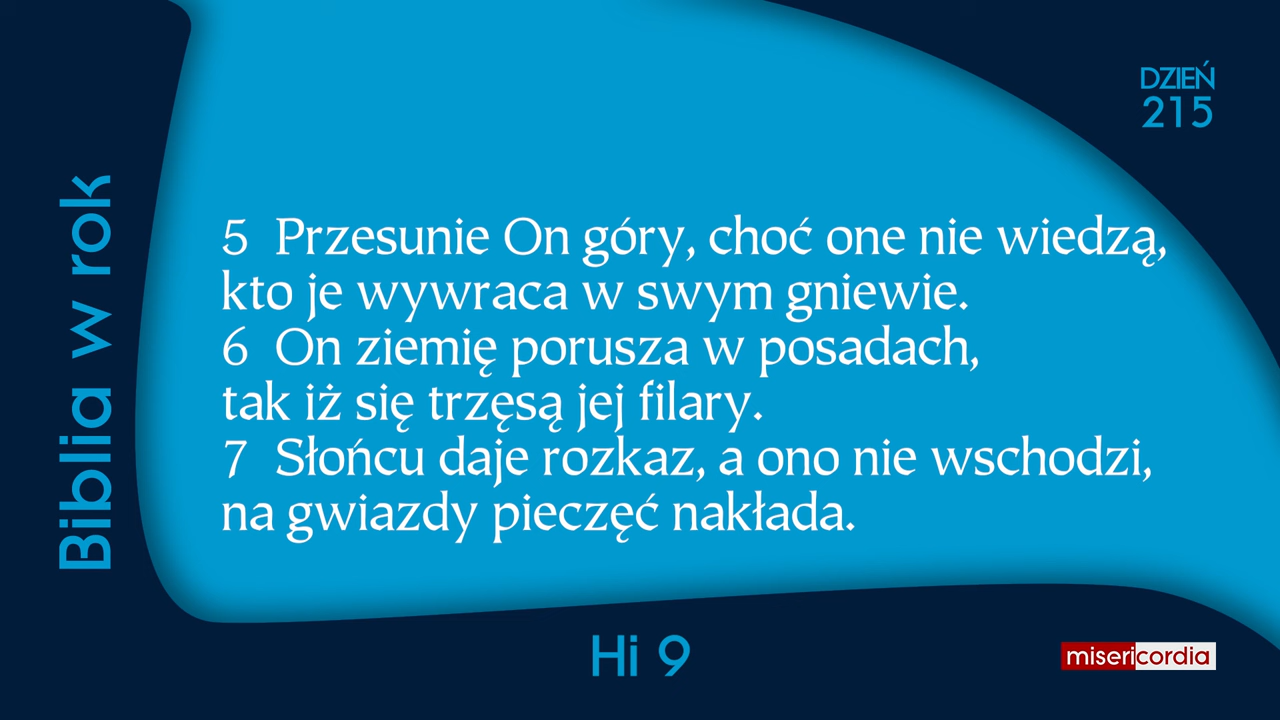 DZIEŃ
215
Biblia w rok
5 Przesunie On góry, choć one nie wiedzą,
kto je wywraca w swym gniewie.
6 On ziemię porusza w posadach,
tak iż się trzęsą jej filary.
7 Słońcu daje rozkaz, a ono nie wschodzi,
na gwiazdy pieczęć nakłada.
Hi 9
misericordia